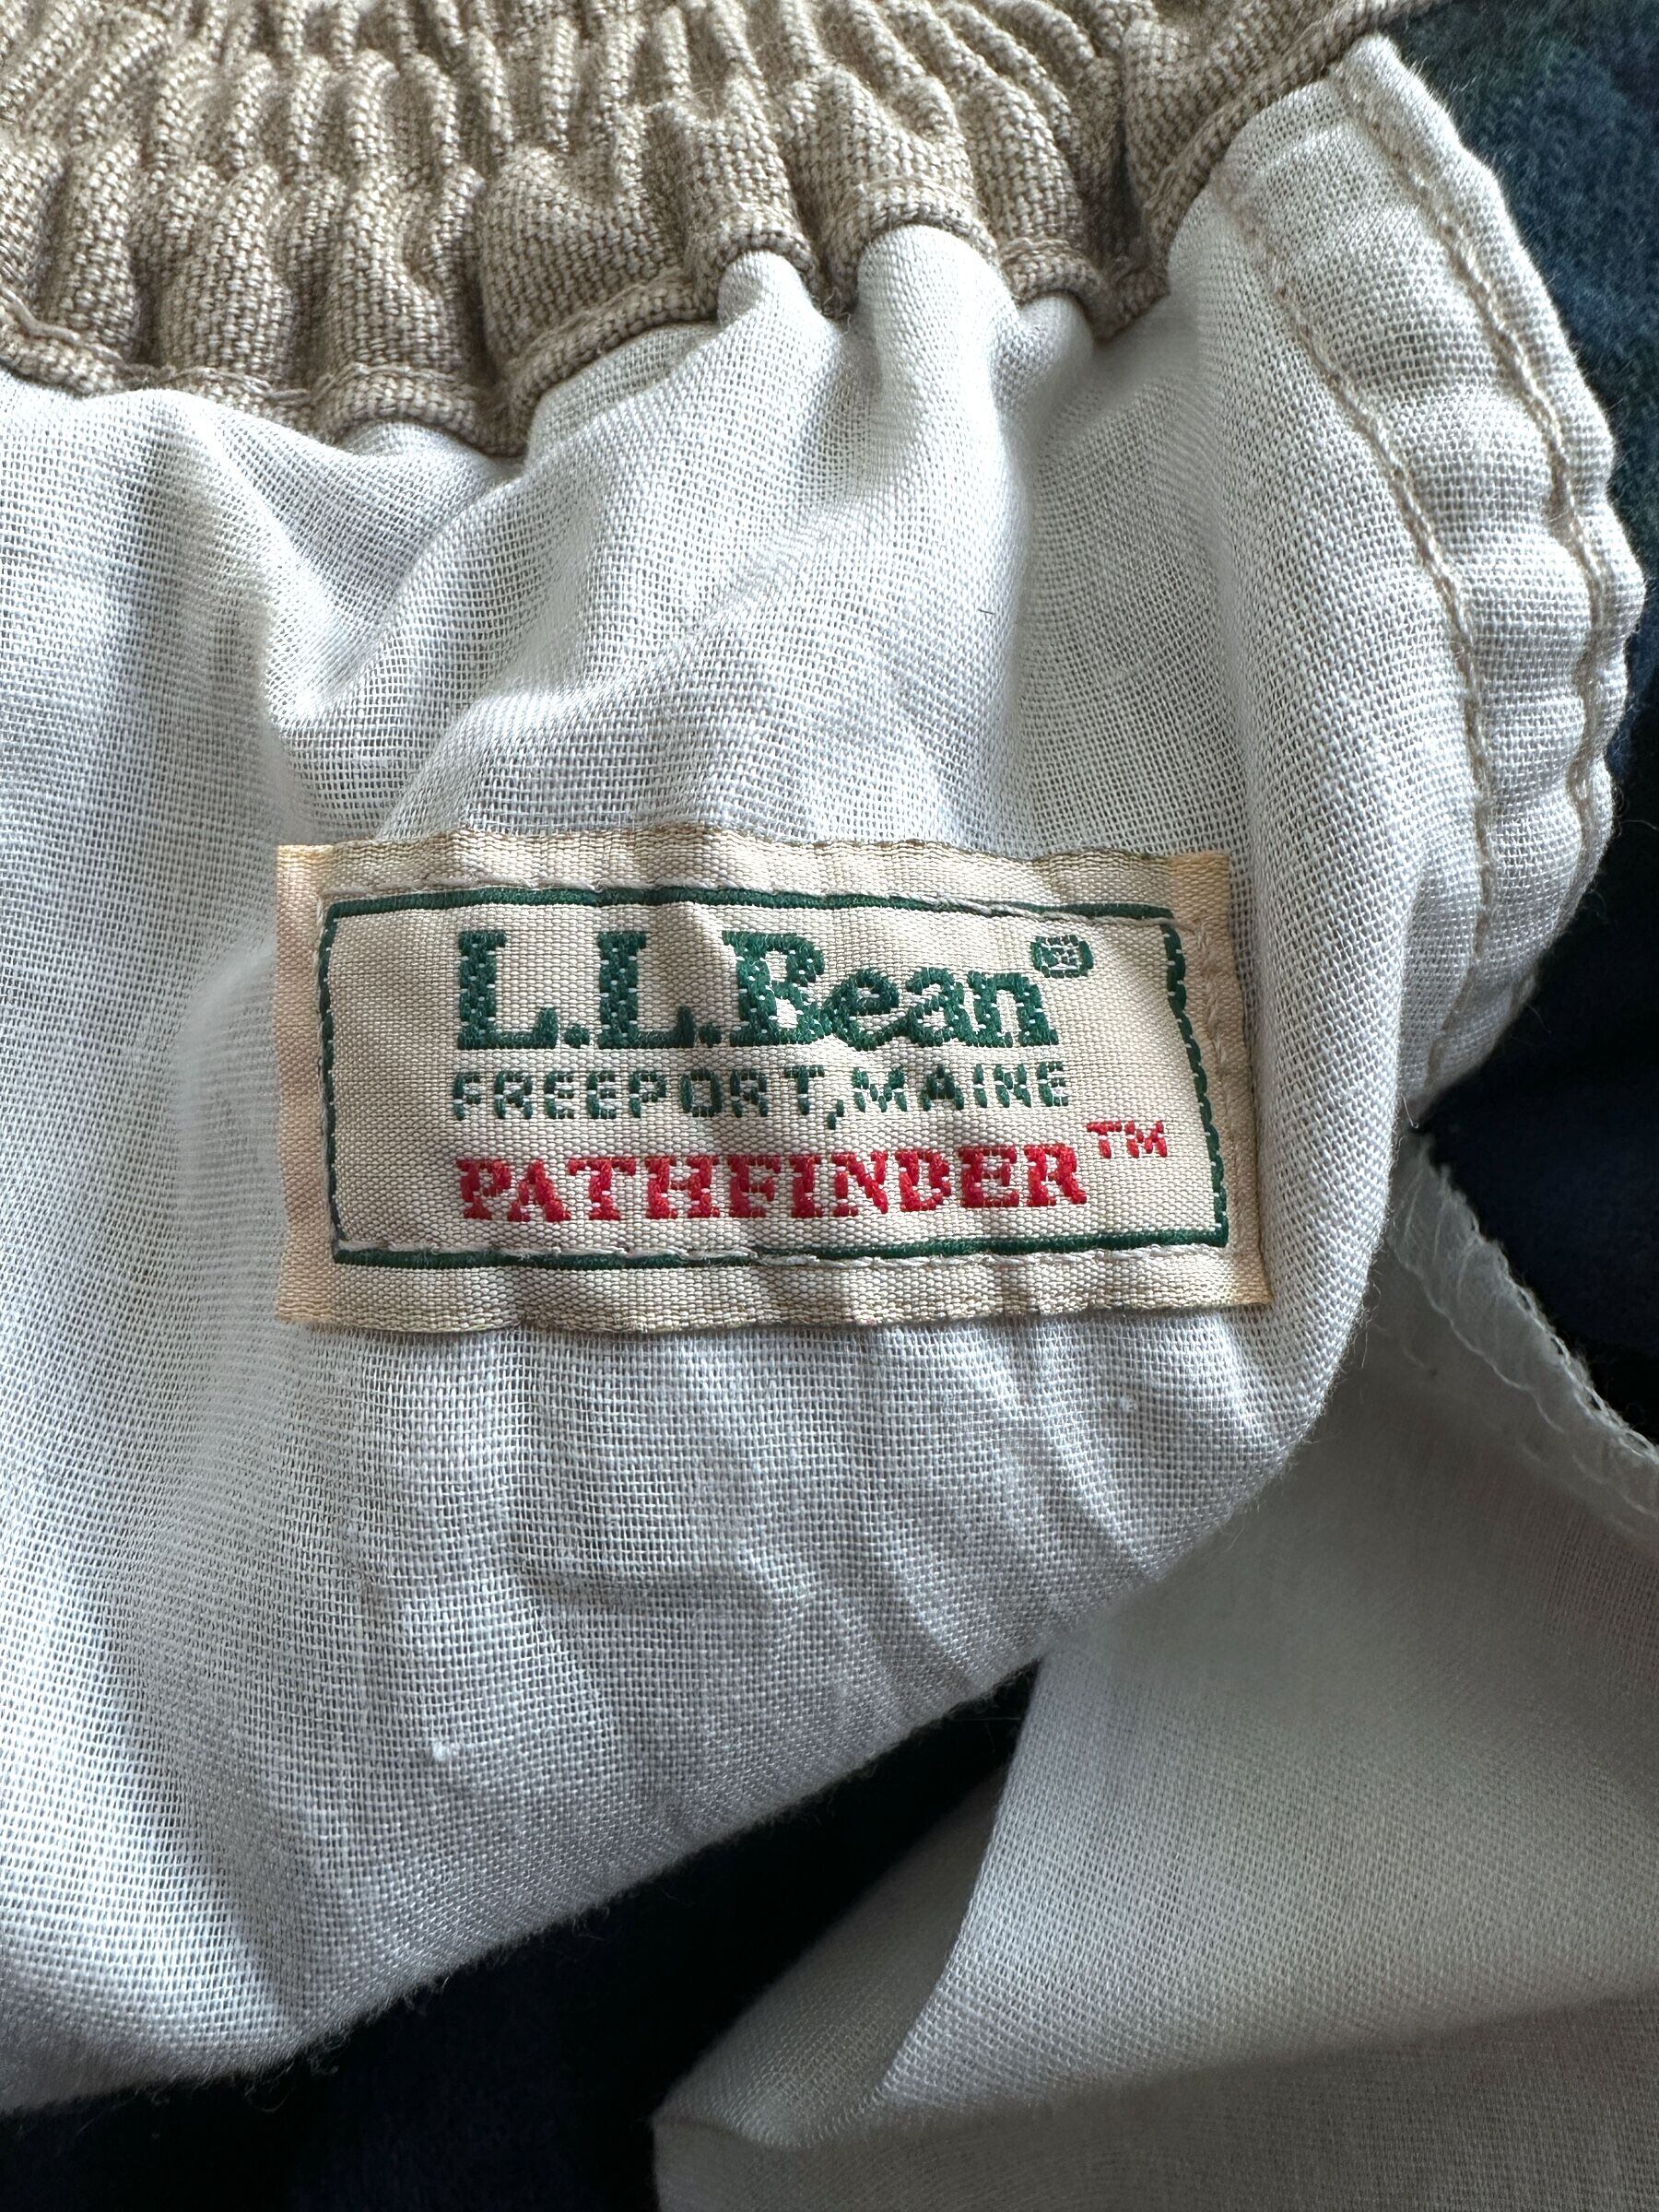 L.L.Bean®
FREEPORT, MAINE
PATHFINDER™